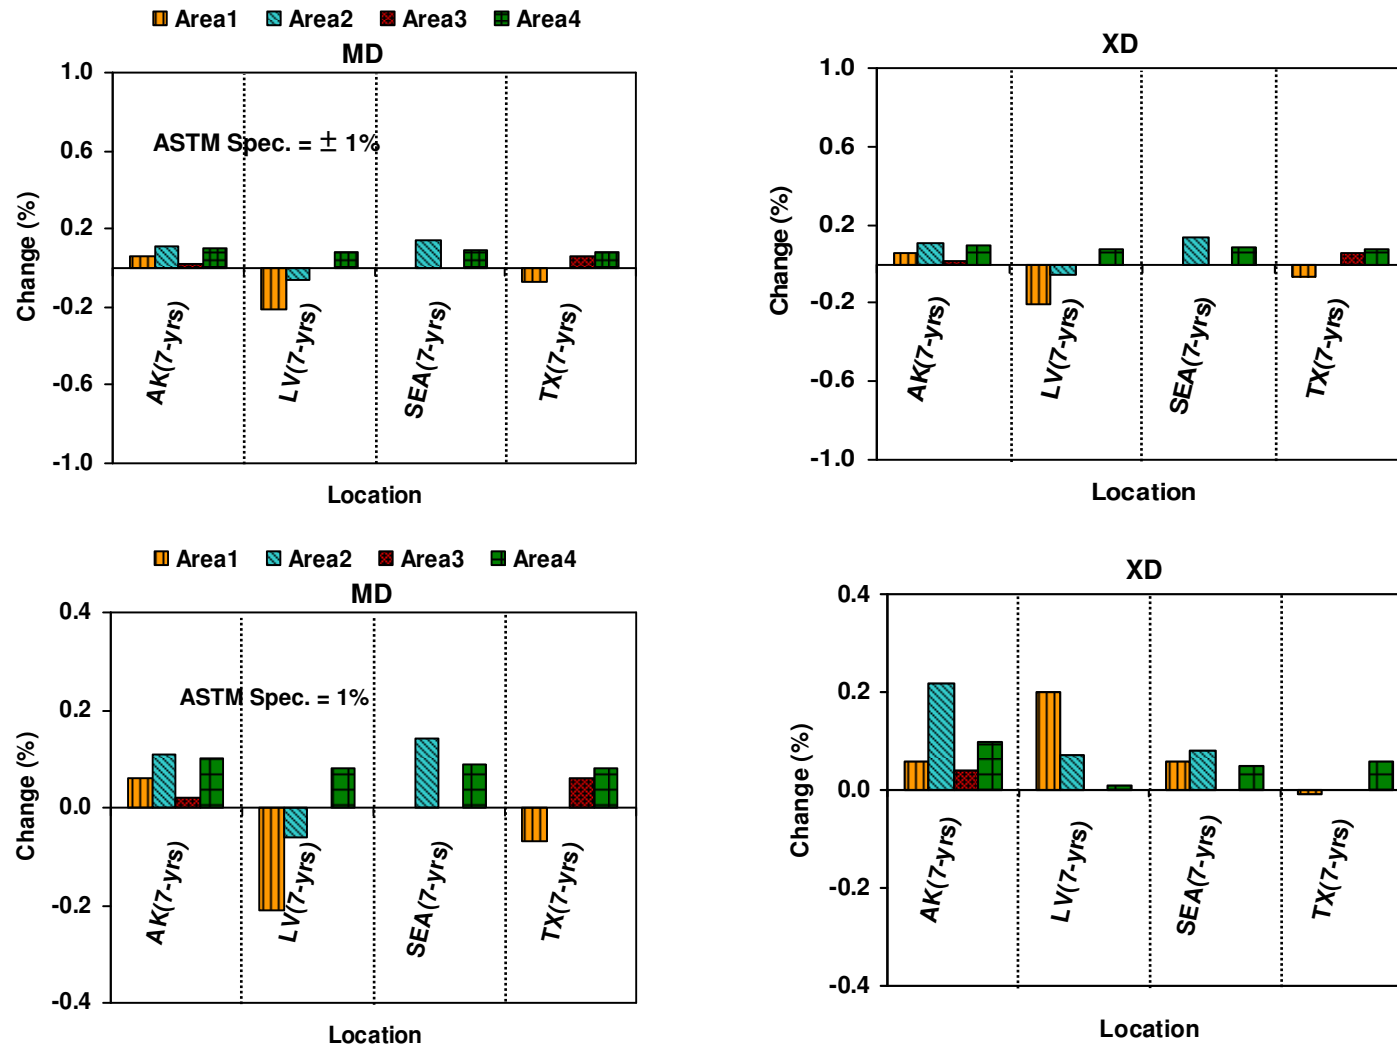 Area1 Area2 Area3 Area4
MD
1.0
0.6
0.2
-0.2
-0.6
-1.0
Change (%)
ASTM Spec. = ± 1%
AK(7-yrs)
LV(7-yrs)
SEA(7-yrs)
TX(7-yrs)
Location
XD
1.0
0.6
0.2
-0.2
-0.6
-1.0
Change (%)
AK(7-yrs)
LV(7-yrs)
SEA(7-yrs)
TX(7-yrs)
Location
Area1 Area2 Area3 Area4
MD
0.4
0.2
0.0
-0.2
-0.4
Change (%)
ASTM Spec. = 1%
AK(7-yrs)
LV(7-yrs)
SEA(7-yrs)
TX(7-yrs)
Location
XD
0.4
0.2
0.0
-0.2
-0.4
Change (%)
AK(7-yrs)
LV(7-yrs)
SEA(7-yrs)
TX(7-yrs)
Location